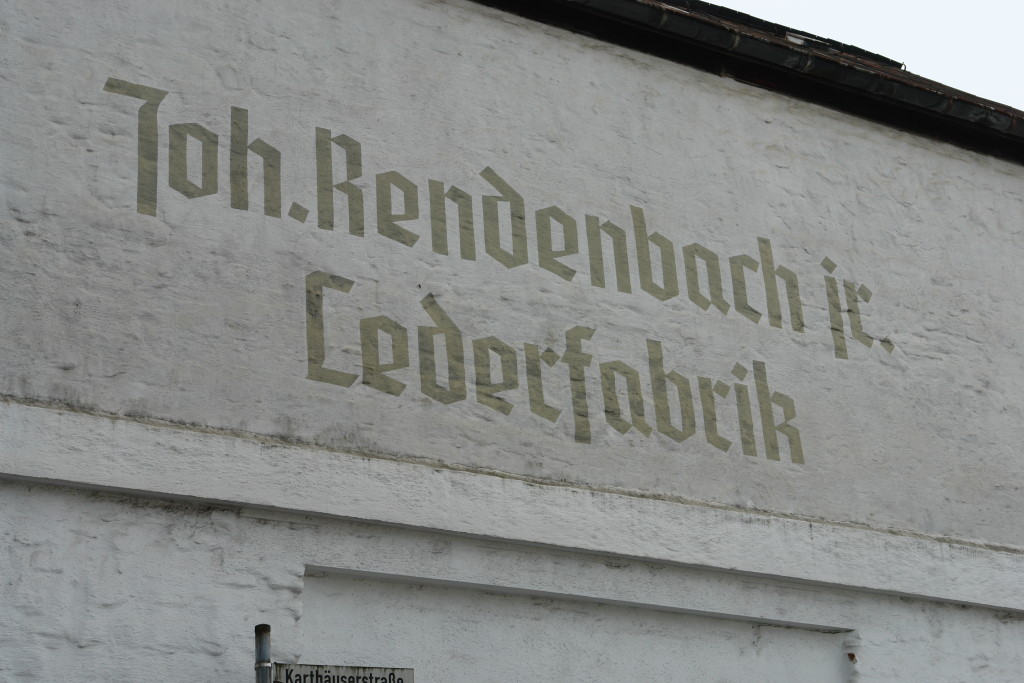 Joh. Rendenbach jr.
Lederfabrik
Karthäuserstraße